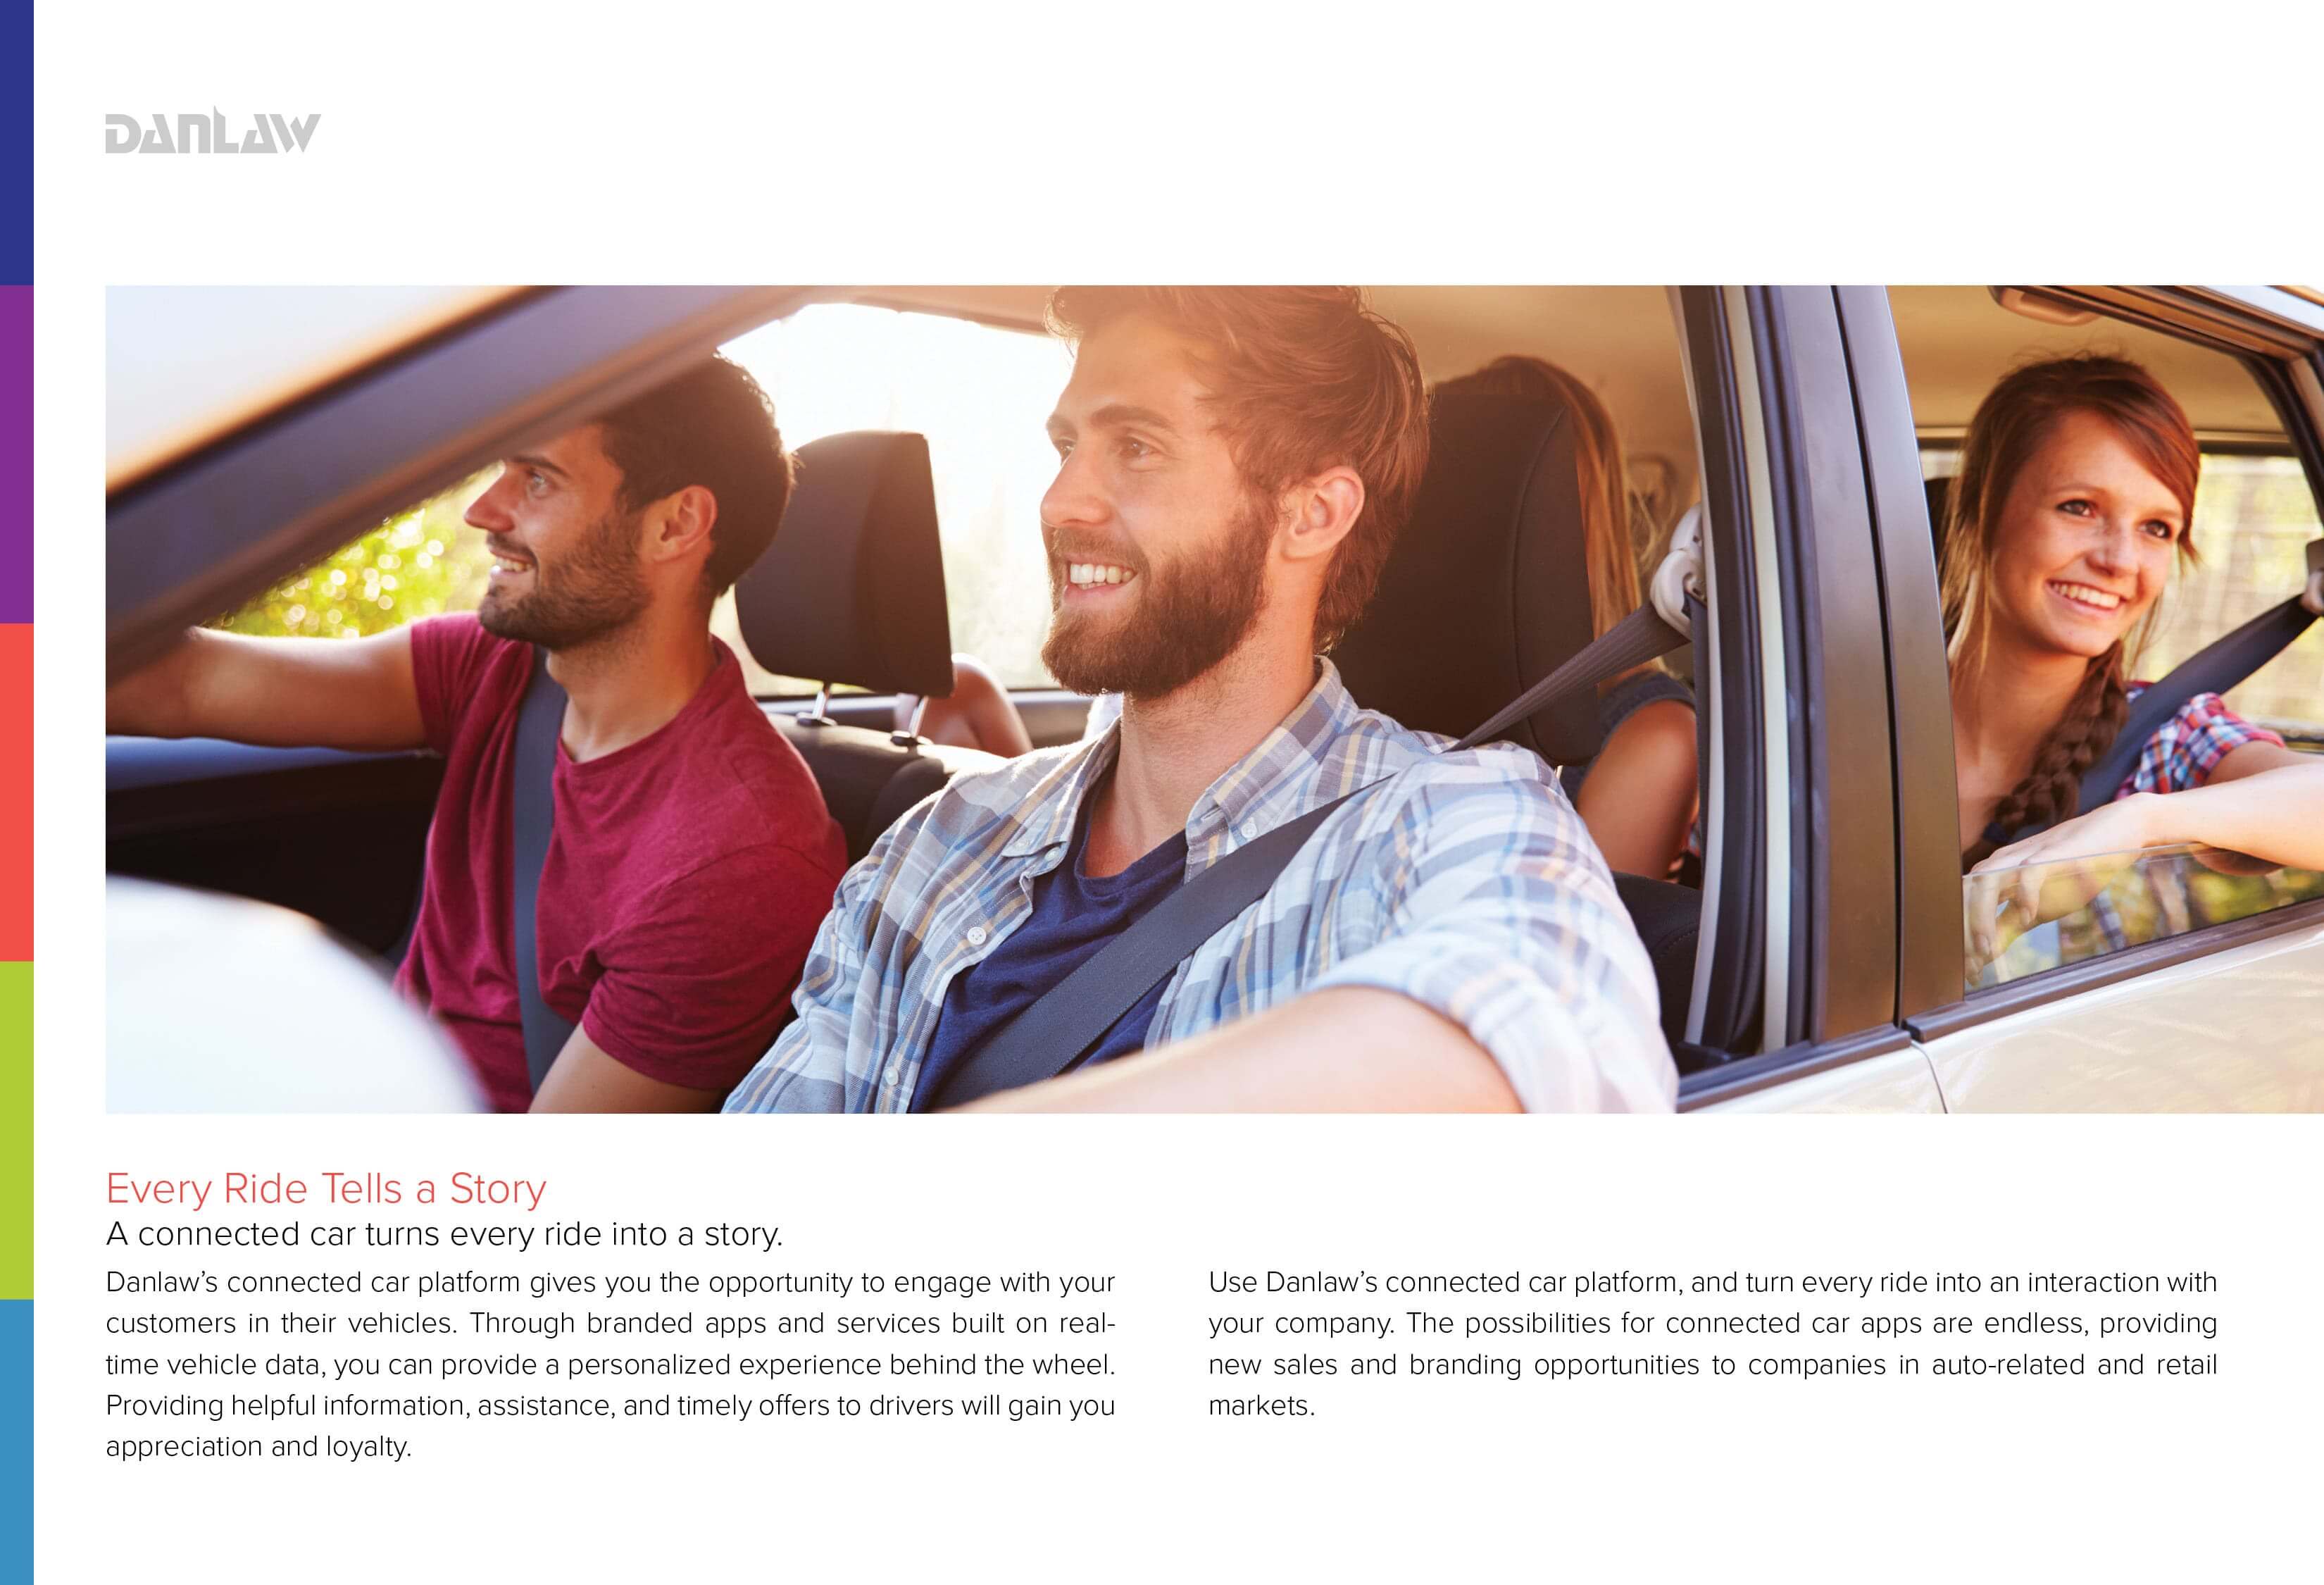 DANLAW
Every Ride Tells a Story
A connected car turns every ride into a story.
Danlaw’s connected car platform gives you the opportunity to engage with your
customers in their vehicles. Through branded apps and services built on real-
time vehicle data, you can provide a personalized experience behind the wheel.
Providing helpful information, assistance, and timely offers to drivers will gain you
appreciation and loyalty.
Use Danlaw’s connected car platform, and turn every ride into an interaction with
your company. The possibilities for connected car apps are endless, providing
new sales and branding opportunities to companies in auto-related and retail
markets.